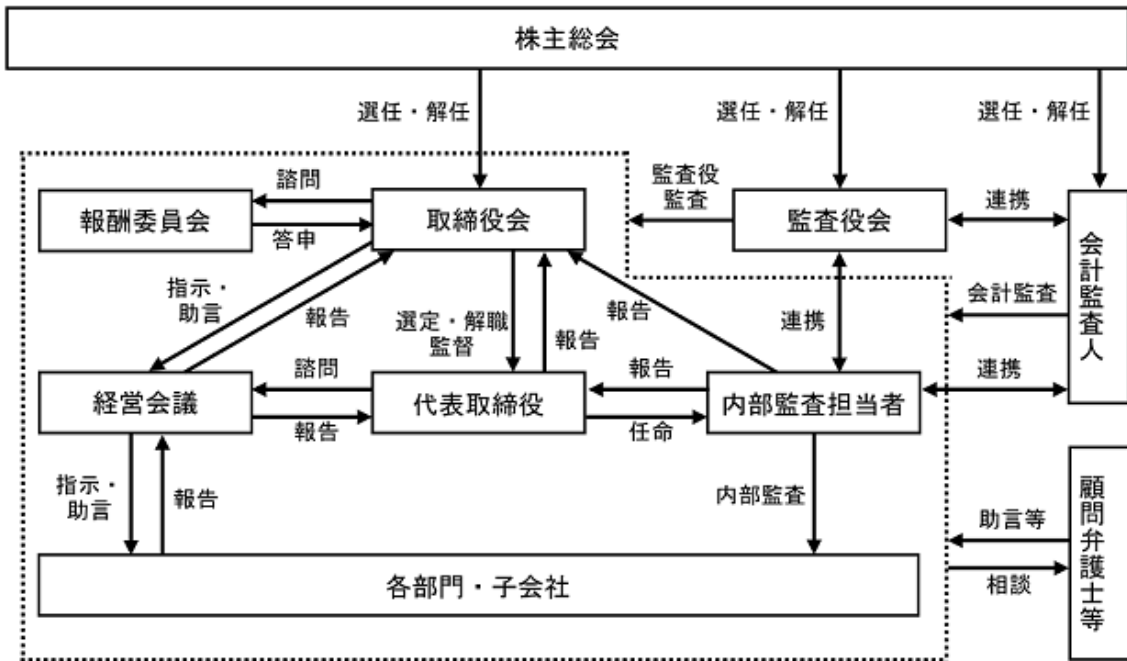 株主総会
選任・解任
選任・解任
選任・解任
諮問
報酬委員会
答申
取締役会
監査役
監査
監査役会
連携
会計監査人
指示・
助言
報告
選定・解職
監督
報告
報告
連携
会計監査
経営会議
諮問
報告
代表取締役
報告
任命
内部監査担当者
連携
指示・
助言
報告
内部監査
助言等
相談
顧問弁護士等
各部門・子会社